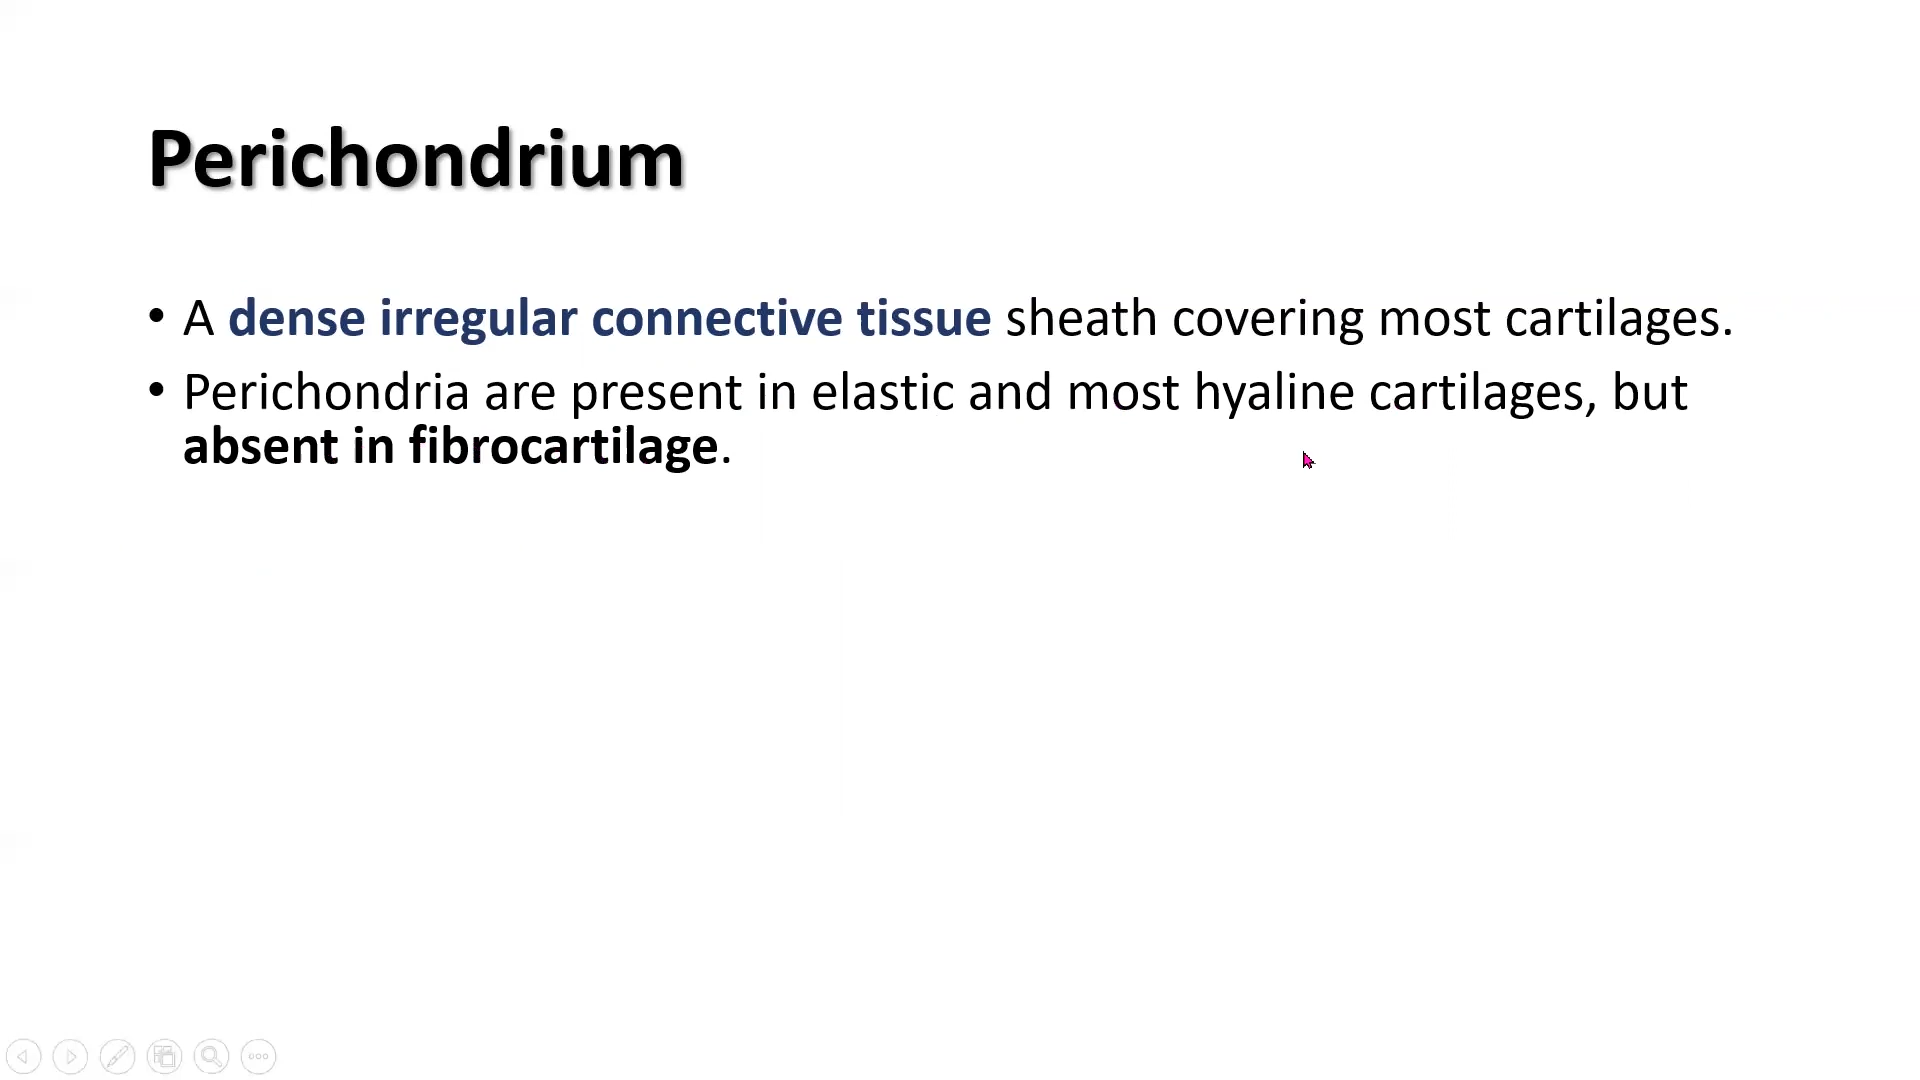 Perichondrium
• A dense irregular connective tissue sheath covering most cartilages.
• Perichondria are present in elastic and most hyaline cartilages, but
absent in fibrocartilage.